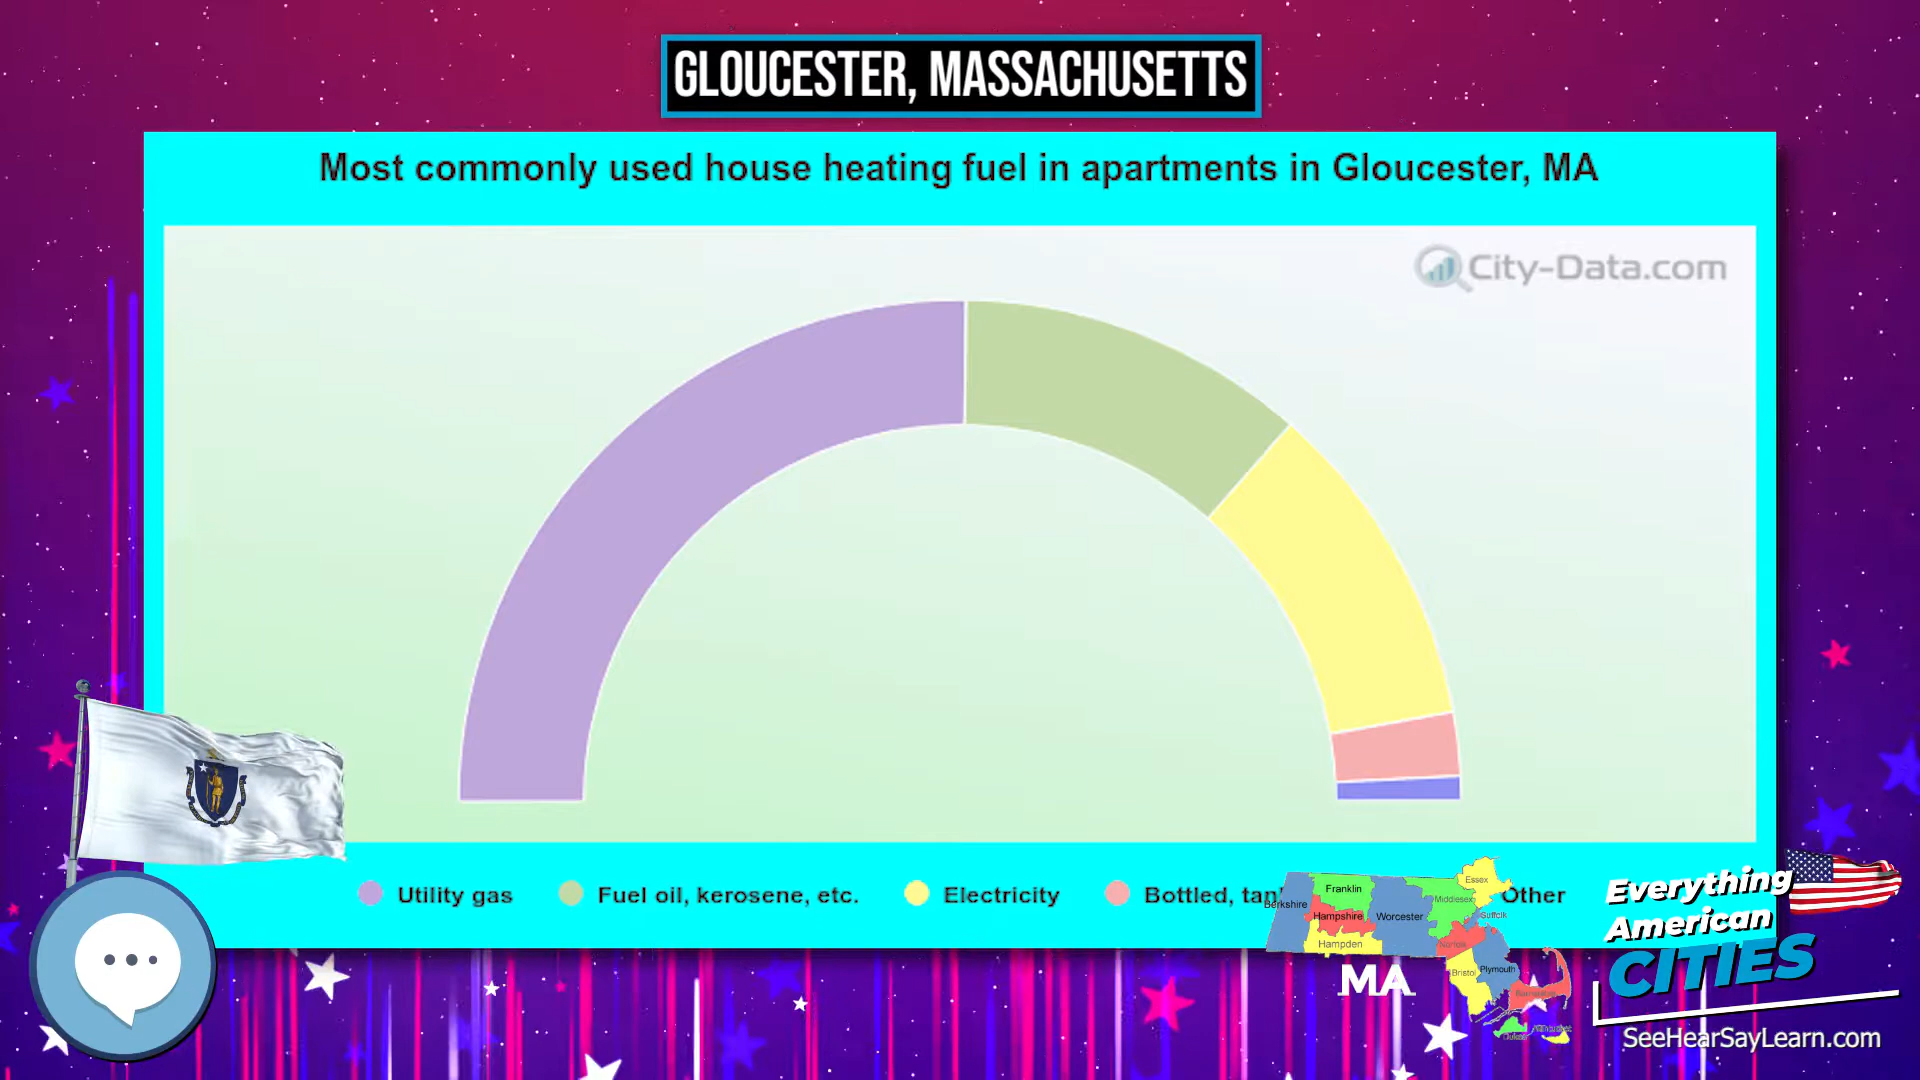 GLOUCESTER, MASSACHUSETTS
Most commonly used house heating fuel in apartments in Gloucester, MA
City-Data.com
Utility gas
Fuel oil, kerosene, etc.
Electricity
Bottled,
Other
Berkshire
Franklin
Hampshire
Hampden
Worcester
Middlesex
Essex
Suffolk
Norfolk
Bristol
Plymouth
MA
Everything
American
CITIES
SeeHearSayLearn.com